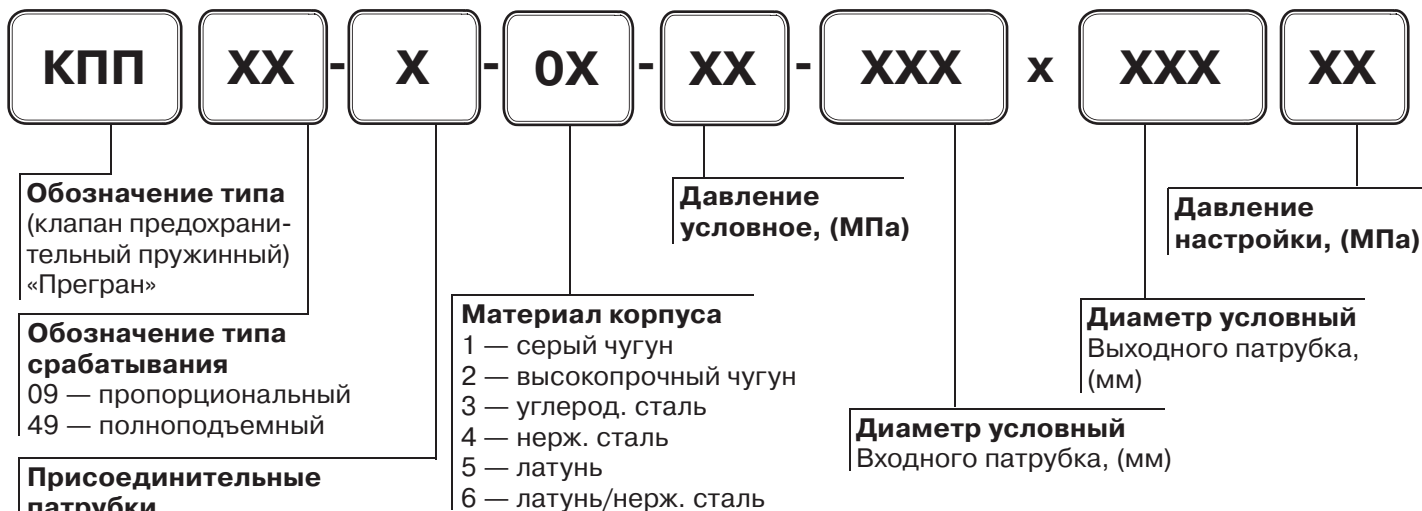 КПП XX - X - 0X - XX - XXX x XXX XX
Обозначение типа
(клапан предохрани-
тельный пружинный)
«Прегран»
Обозначение типа
срабатывания
09 — пропорциональный
49 — полноподъемный
Присоединительные
патрубки
Материал корпуса
1 — серый чугун
2 — высокопрочный чугун
3 — углерод. сталь
4 — нерж. сталь
5 — латунь
6 — латунь/нерж. сталь
Давление
условное, (МПа)
Диаметр условный
Входного патрубка, (мм)
Диаметр условный
Выходного патрубка,
(мм)
Давление
настройки, (МПа)